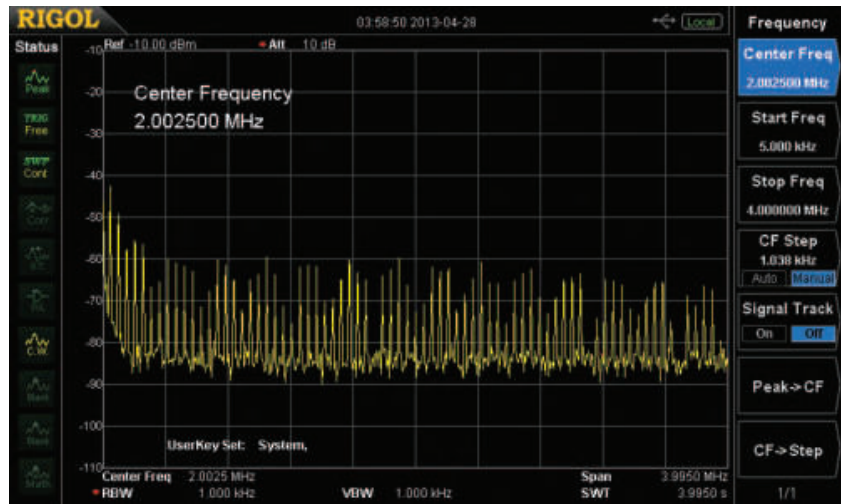 RIGOL
03:58:50 2013-04-28
Local
Frequency
Status
Ref -10.00 dBm
Att 10 dB
-10
-20
-30
-40
-50
-60
-70
-80
-90
-100
-110
Peak
TRIG
Free
SWP
Cont
Corr
PA
C.W.
Math
Center Frequency
2.002500 MHz
UserKey Set: System,
Center Freq 2.0025 MHz
Span 3.9950 MHz
RBW 1.000 kHz
VBW 1.000 kHz
SWT 3.9950 s
Center Freq
2.002500 MHz
Start Freq
5.000 kHz
Stop Freq
4.000000 MHz
CF Step
1.038 kHz
Auto Manual
Signal Track
On Off
Peak->CF
CF->Step
1/1